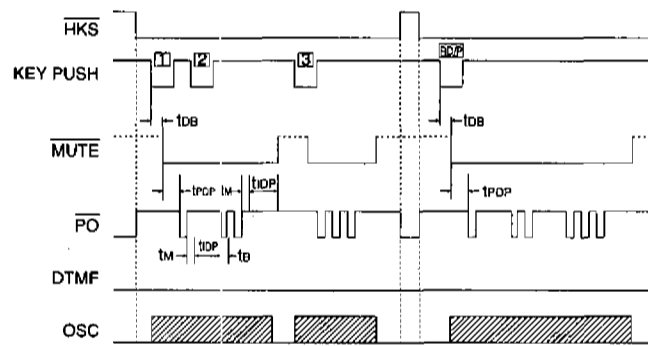 HKS
KEY PUSH
1
2
3
RD/P
tDB
tDB
MUTE
tPDP
tM
tIDP
tPDP
PO
tM
tIDP
tB
DTMF
OSC